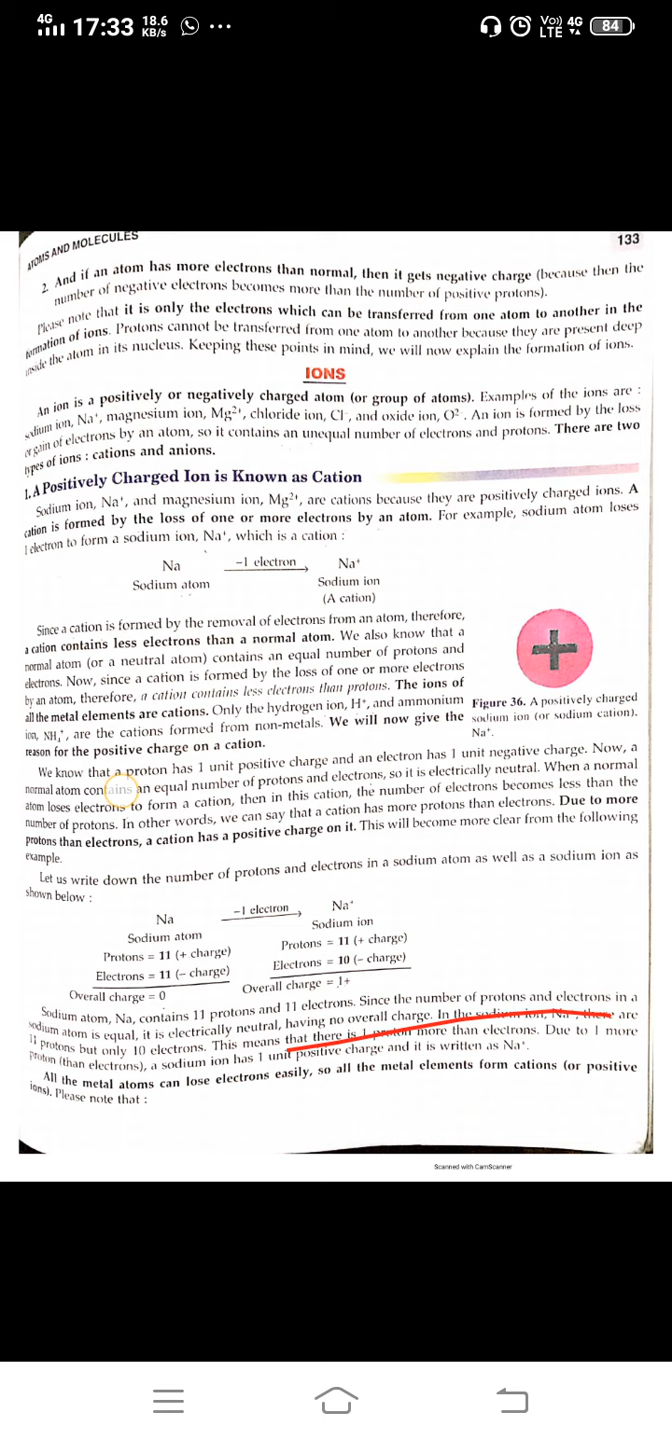 4G 17:33 18.6 KB/s ... Vo)) LTE 4G 84
ATOMS AND MOLECULES 133
2. And if an atom has more electrons than normal, then it gets negative charge (because then the
number of negative electrons becomes more than the number of positive protons).
Please note that it is only the electrons which can be transferred from one atom to another in the
formation of ions. Protons cannot be transferred from one atom to another because they are present deep
inside the atom in its nucleus. Keeping these points in mind, we will now explain the formation of ions.
IONS
An ion is a positively or negatively charged atom (or group of atoms). Examples of the ions are :
sodium ion, Na⁺, magnesium ion, Mg²⁺, chloride ion, Cl⁻, and oxide ion, O²⁻. An ion is formed by the loss
or gain of electrons by an atom, so it contains an unequal number of electrons and protons. There are two
types of ions : cations and anions.
1. A Positively Charged Ion is Known as Cation
Sodium ion, Na⁺, and magnesium ion, Mg²⁺, are cations because they are positively charged ions. A
cation is formed by the loss of one or more electrons by an atom. For example, sodium atom loses
1 electron to form a sodium ion, Na⁺, which is a cation :
Na –1 electron Na⁺
Sodium atom Sodium ion
(A cation)
Since a cation is formed by the removal of electrons from an atom, therefore,
a cation contains less electrons than a normal atom. We also know that a
normal atom (or a neutral atom) contains an equal number of protons and
electrons. Now, since a cation is formed by the loss of one or more electrons
by an atom, therefore, a cation contains less electrons than protons. The ions of
all the metal elements are cations. Only the hydrogen ion, H⁺, and ammonium
ion, NH₄⁺, are the cations formed from non-metals. We will now give the
reason for the positive charge on a cation.
+
Figure 36. A positively charged
sodium ion (or sodium cation).
Na⁺.
We know that a proton has 1 unit positive charge and an electron has 1 unit negative charge. Now, a
normal atom contains an equal number of protons and electrons, so it is electrically neutral. When a normal
atom loses electrons to form a cation, then in this cation, the number of electrons becomes less than the
number of protons. In other words, we can say that a cation has more protons than electrons. Due to more
protons than electrons, a cation has a positive charge on it. This will become more clear from the following
example.
Let us write down the number of protons and electrons in a sodium atom as well as a sodium ion as
shown below :
Na –1 electron Na⁺
Sodium atom Sodium ion
Protons = 11 (+ charge) Protons = 11 (+ charge)
Electrons = 11 (– charge) Electrons = 10 (– charge)
Overall charge = 0 Overall charge = 1+
Sodium atom, Na, contains 11 protons and 11 electrons. Since the number of protons and electrons in a
sodium atom is equal, it is electrically neutral, having no overall charge. In the sodium ion, Na⁺, there are
11 protons but only 10 electrons. This means that there is 1 proton more than electrons. Due to 1 more
proton (than electrons), a sodium ion has 1 unit positive charge and it is written as Na⁺.
All the metal atoms can lose electrons easily, so all the metal elements form cations (or positive
ions). Please note that :
Scanned with CamScanner